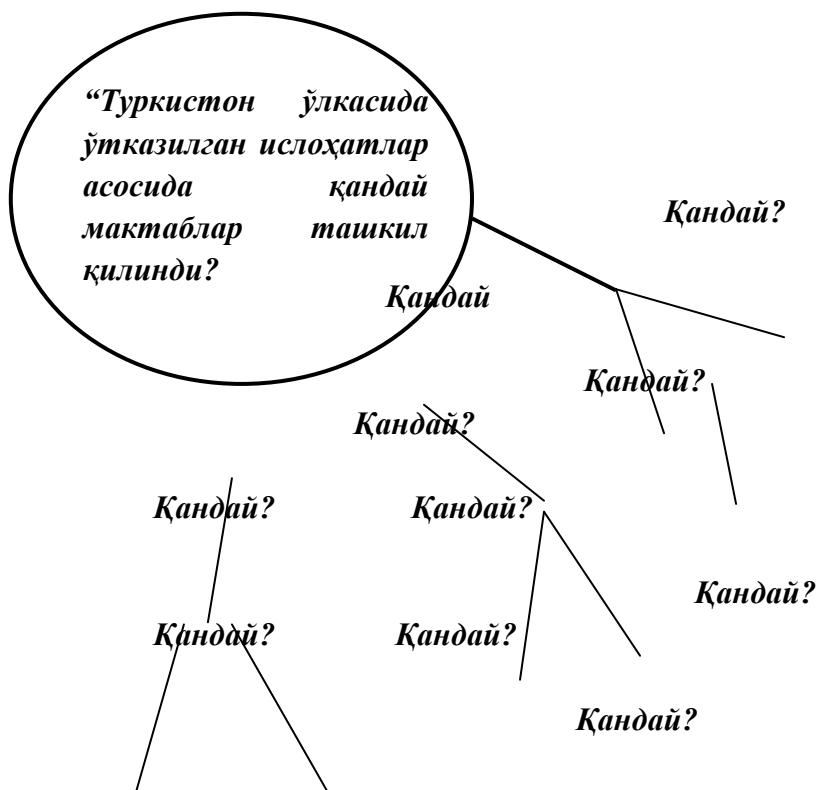 “Туркистон ўлкасида
ўтказилган ислоҳатлар
асосида қандай
мактаблар ташкил
қилинди?
Қандай?
Қандай
Қандай?
Қандай?
Қандай? Қандай?
Қандай?
Қандай? Қандай?
Қандай?